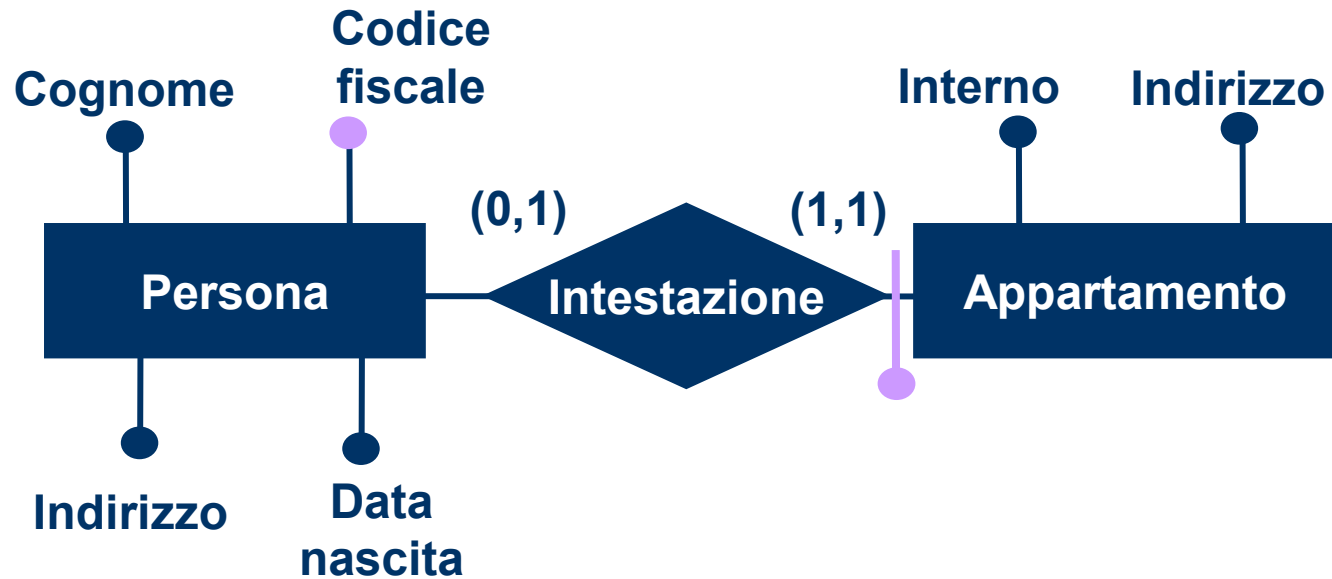 Cognome
Codice
fiscale
Interno
Indirizzo
(0,1)
(1,1)
Persona
Intestazione
Appartamento
Indirizzo
Data
nascita